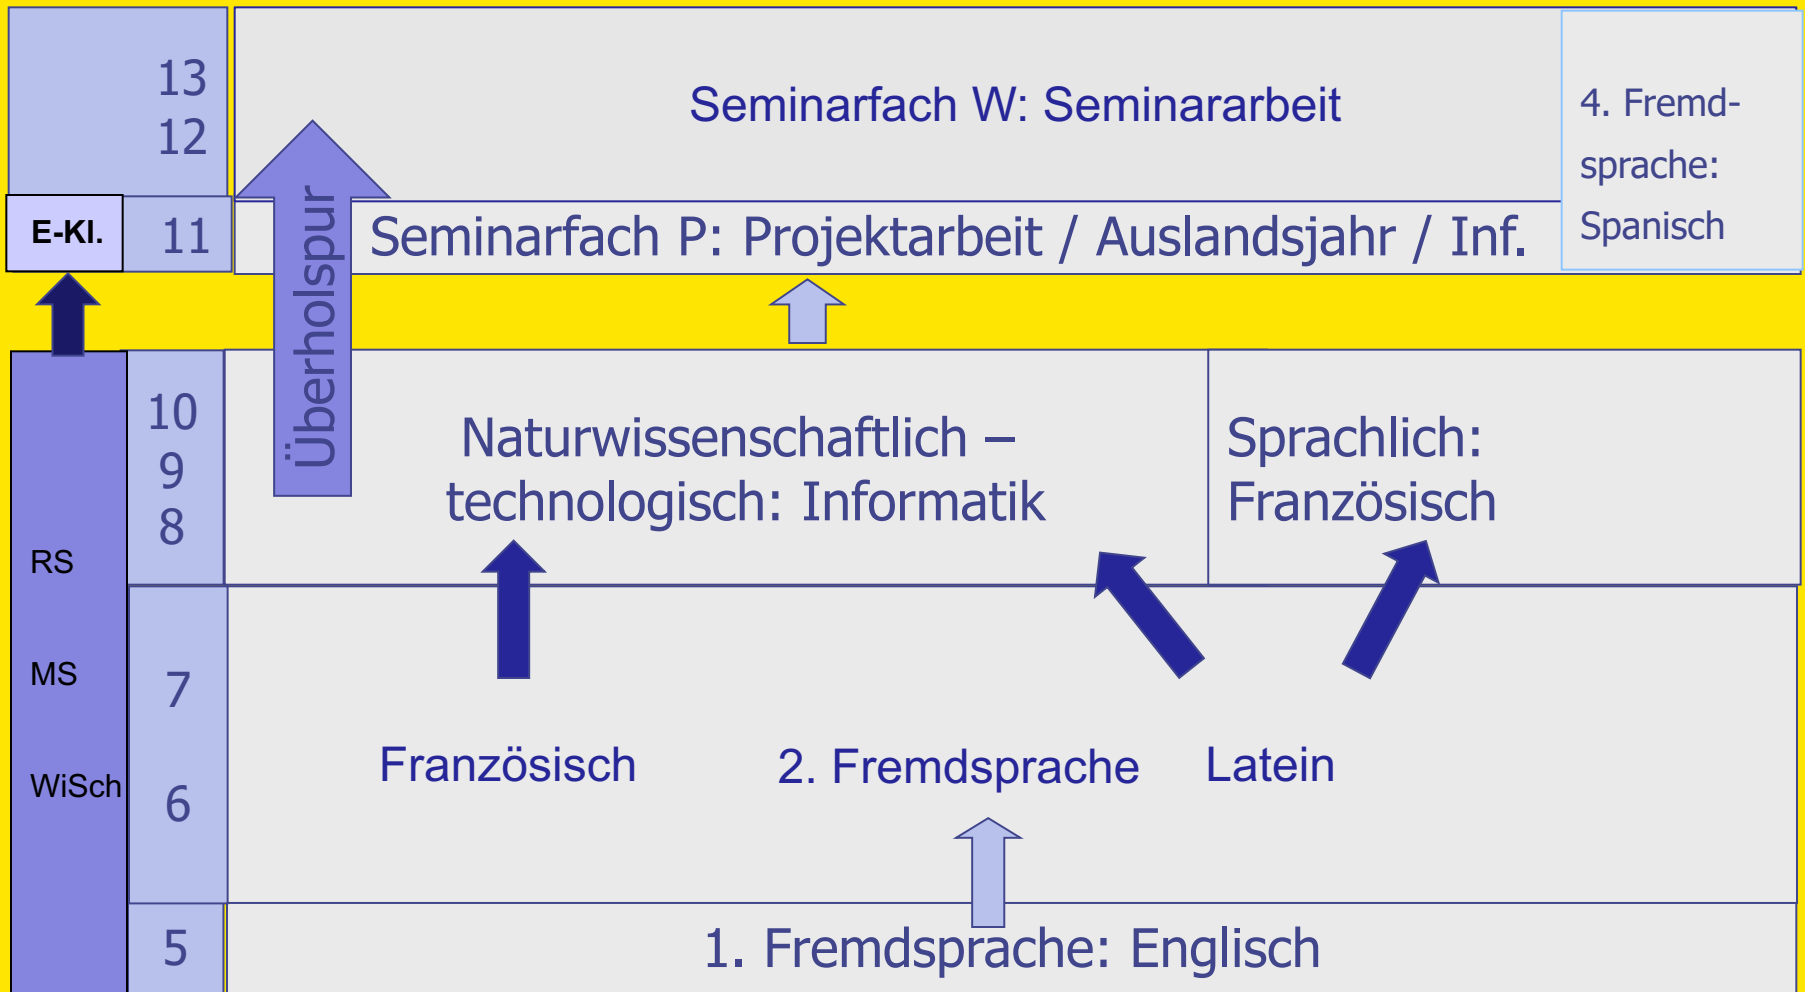 13
12
Seminarfach W: Seminararbeit
4. Fremd-
sprache:
Spanisch
E-Kl.
11
Seminarfach P: Projektarbeit / Auslandsjahr / Inf.
Überholspur
10
9
8
Naturwissenschaftlich –
technologisch: Informatik
Sprachlich:
Französisch
RS
MS
WiSch
7
6
Französisch
2. Fremdsprache
Latein
5
1. Fremdsprache: Englisch